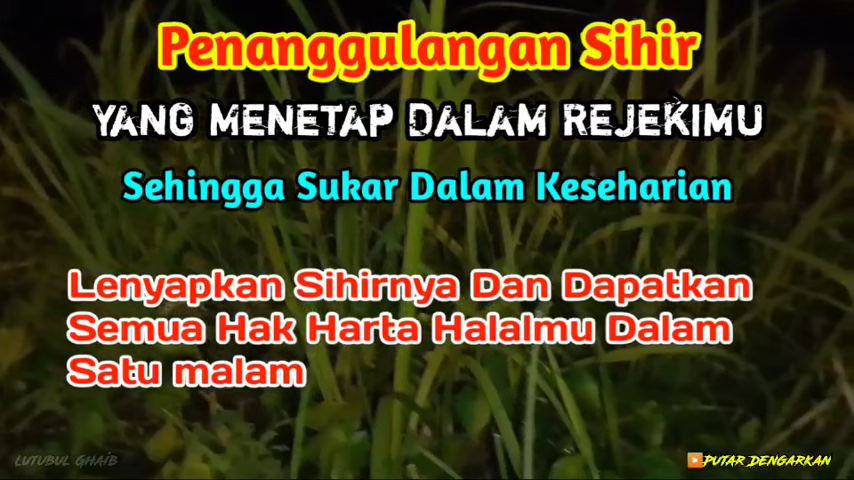 Penanggulangan Sihir
YANG MENETAP DALAM REJEKIMU
Sehingga Sukar Dalam Keseharian
Lenyapkan Sihirnya Dan Dapatkan
Semua Hak Harta Halalmu Dalam
Satu malam
LUTUBUL GHAIB
PUTAR DENGARKAN